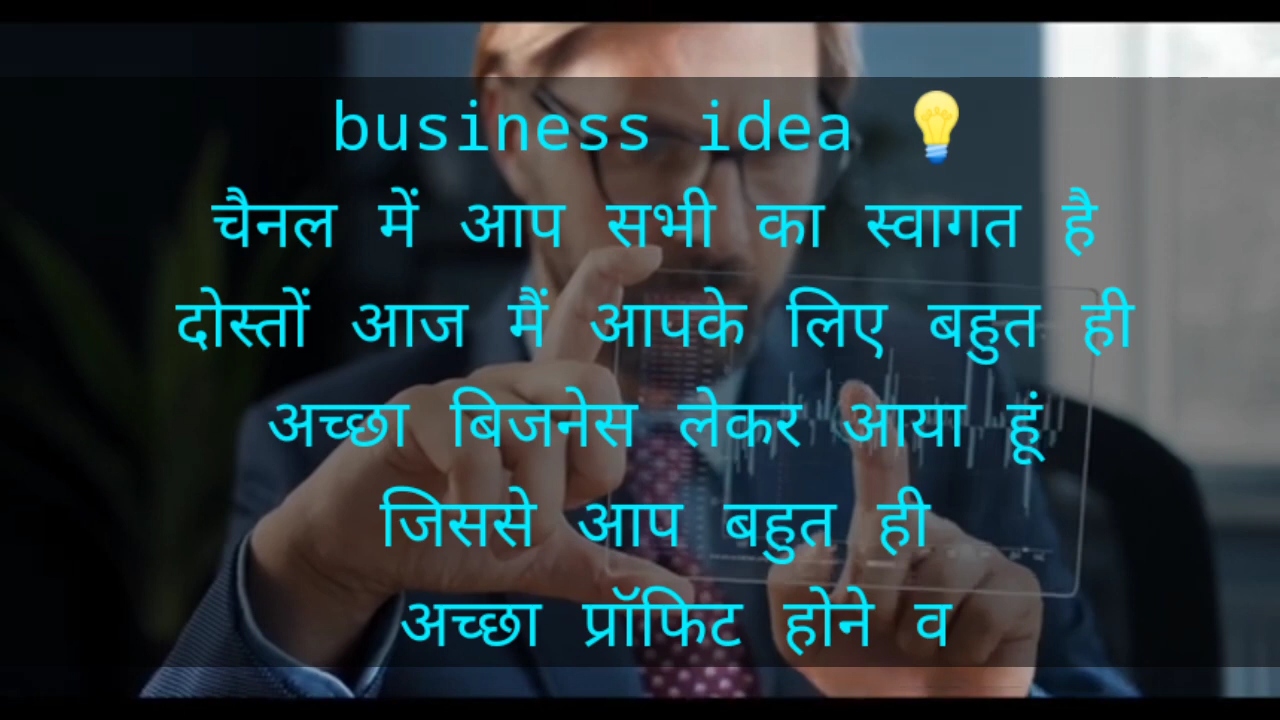 business idea 💡
चैनल में आप सभी का स्वागत है
दोस्तों आज मैं आपके लिए बहुत ही
अच्छा बिजनेस लेकर आया हूं
जिससे आप बहुत ही
अच्छा प्रॉफिट होने व